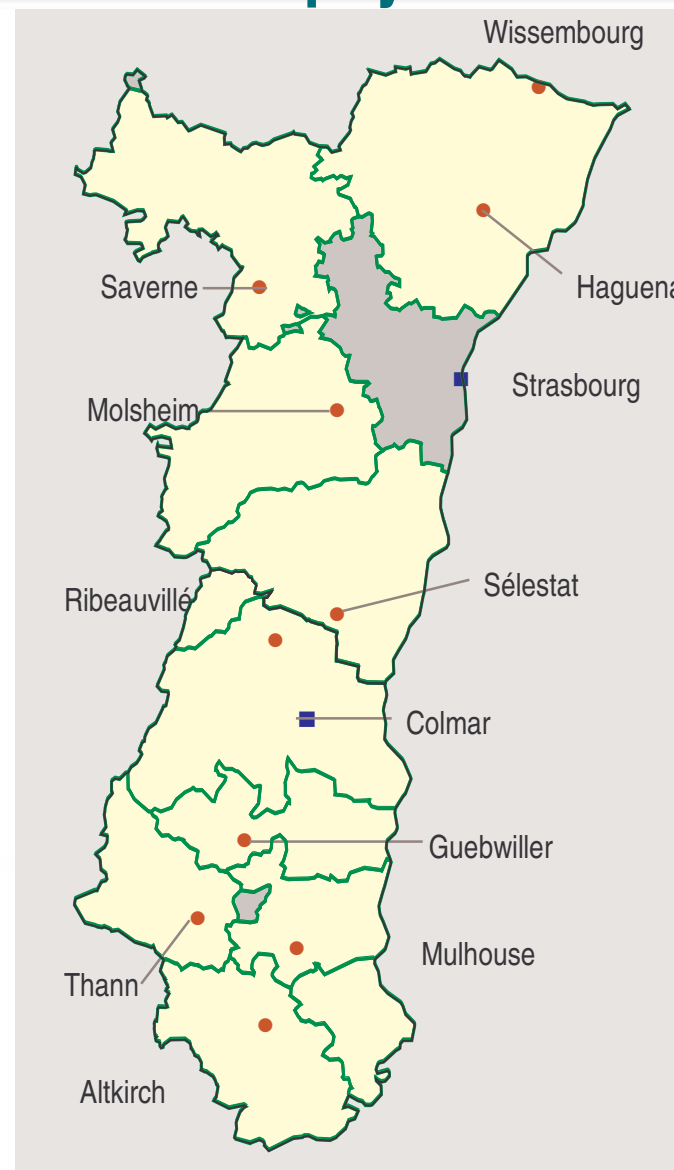 Wissembourg
Saverne
Haguena
Strasbourg
Molsheim
Sélestat
Ribeauvillé
Colmar
Guebwiller
Mulhouse
Thann
Altkirch